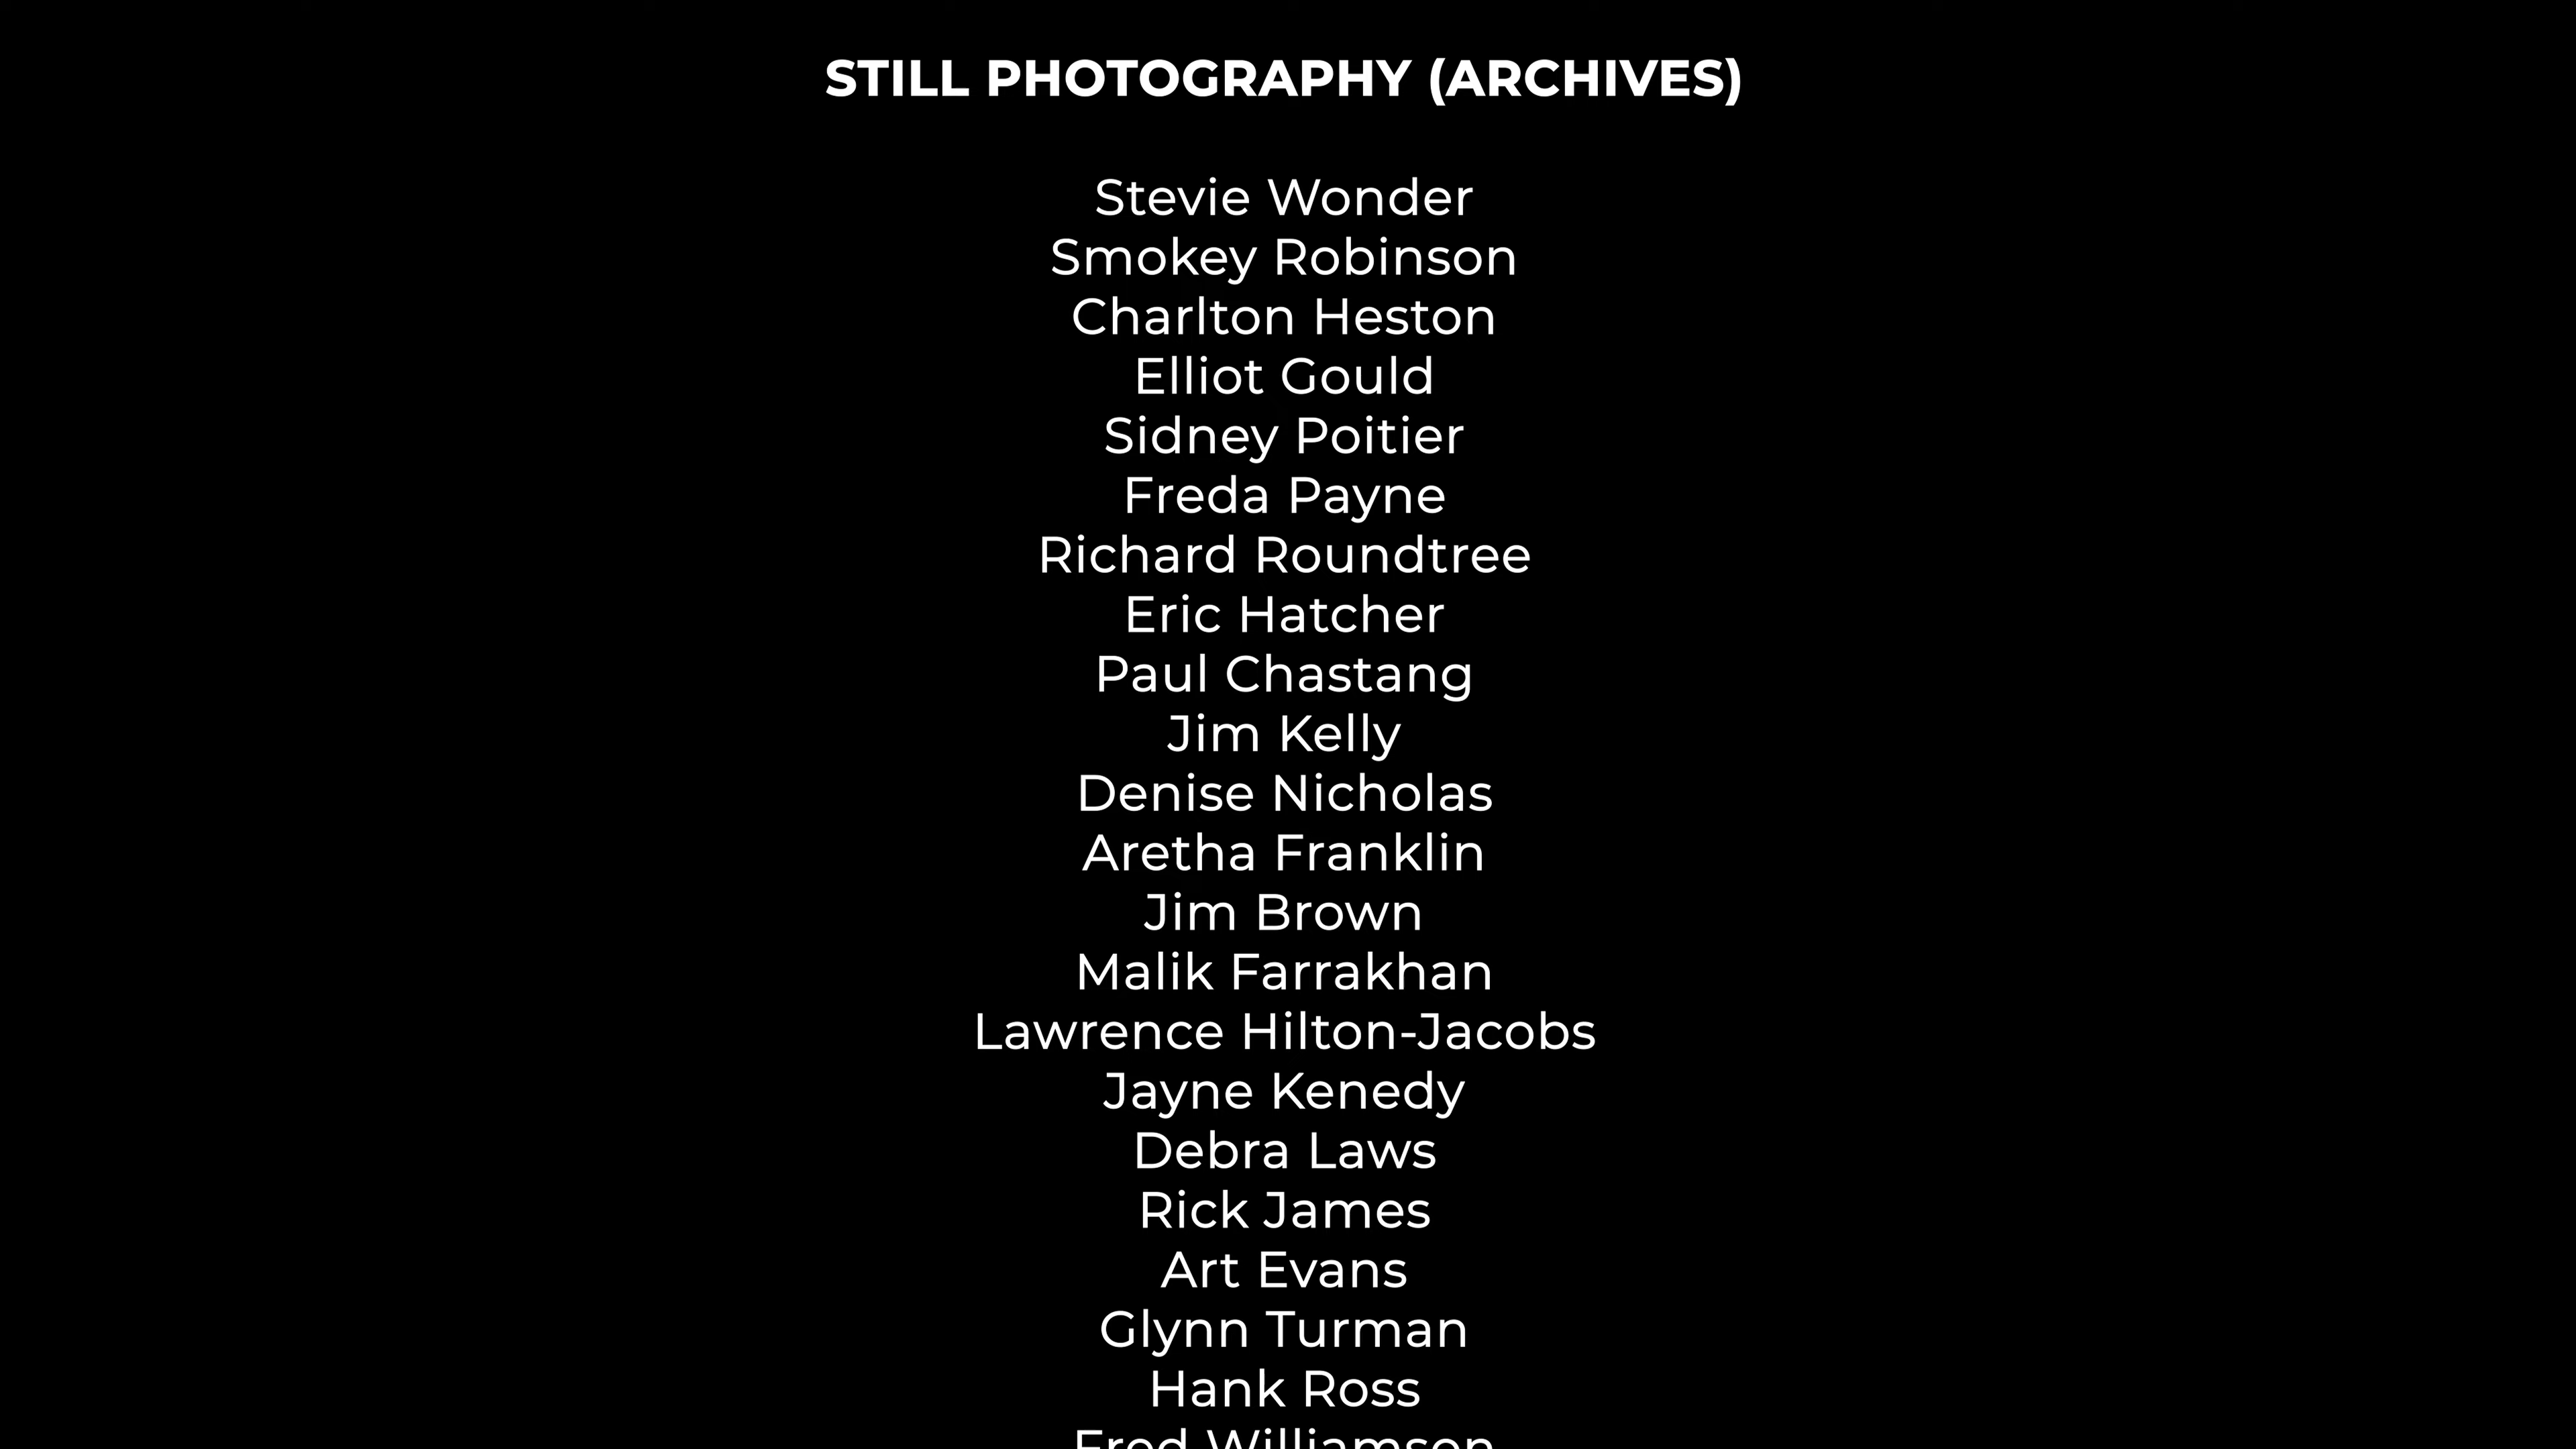 STILL PHOTOGRAPHY (ARCHIVES)
Stevie Wonder
Smokey Robinson
Charlton Heston
Elliot Gould
Sidney Poitier
Freda Payne
Richard Roundtree
Eric Hatcher
Paul Chastang
Jim Kelly
Denise Nicholas
Aretha Franklin
Jim Brown
Malik Farrakhan
Lawrence Hilton-Jacobs
Jayne Kenedy
Debra Laws
Rick James
Art Evans
Glynn Turman
Hank Ross
Fred Williamson